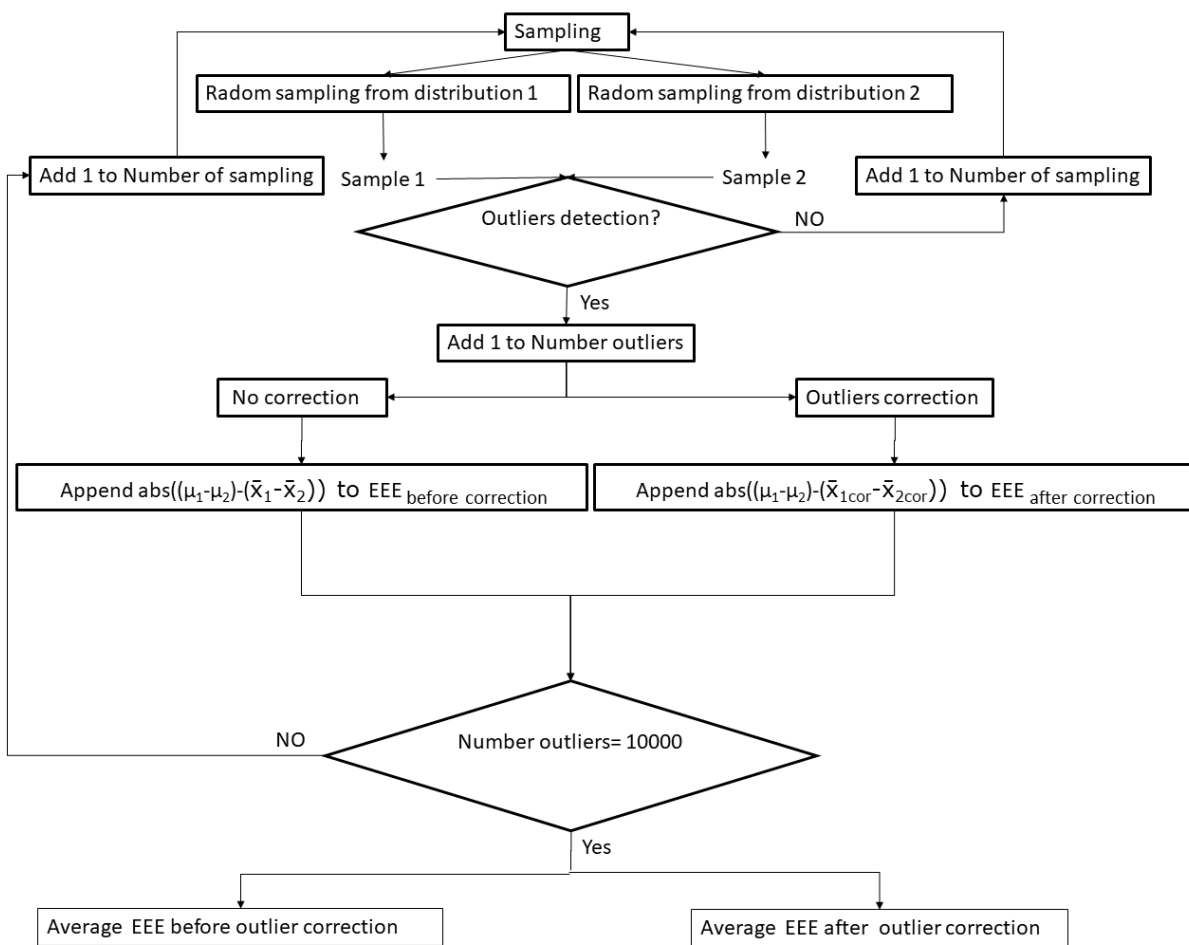 Sampling
Radom sampling from distribution 1
Radom sampling from distribution 2
Add 1 to Number of sampling
Sample 1
Sample 2
Add 1 to Number of sampling
Outliers detection?
NO
Yes
Add 1 to Number outliers
No correction
Outliers correction
Append abs((μ₁-μ₂)-(x̄₁-x̄₂)) to EEE before correction
Append abs((μ₁-μ₂)-(x̄1cor-x̄2cor)) to EEE after correction
NO
Number outliers= 10000
Yes
Average EEE before outlier correction
Average EEE after outlier correction